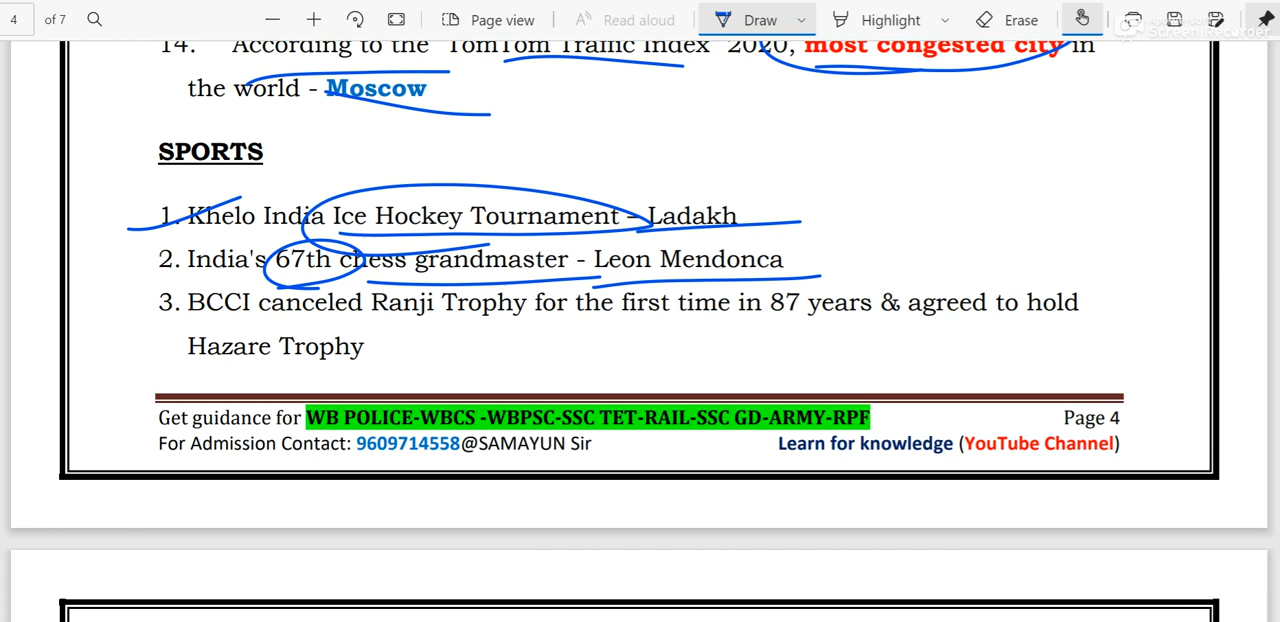 4 of 7 Page view Read aloud Draw Highlight Erase
Screen Recorder
14. According to the TomTom Traffic Index 2020, most congested city in
the world - Moscow
SPORTS
1. Khelo India Ice Hockey Tournament – Ladakh
2. India's 67th chess grandmaster - Leon Mendonca
3. BCCI canceled Ranji Trophy for the first time in 87 years & agreed to hold
Hazare Trophy
Get guidance for WB POLICE-WBCS -WBPSC-SSC TET-RAIL-SSC GD-ARMY-RPF Page 4
For Admission Contact: 9609714558@SAMAYUN Sir Learn for knowledge (YouTube Channel)